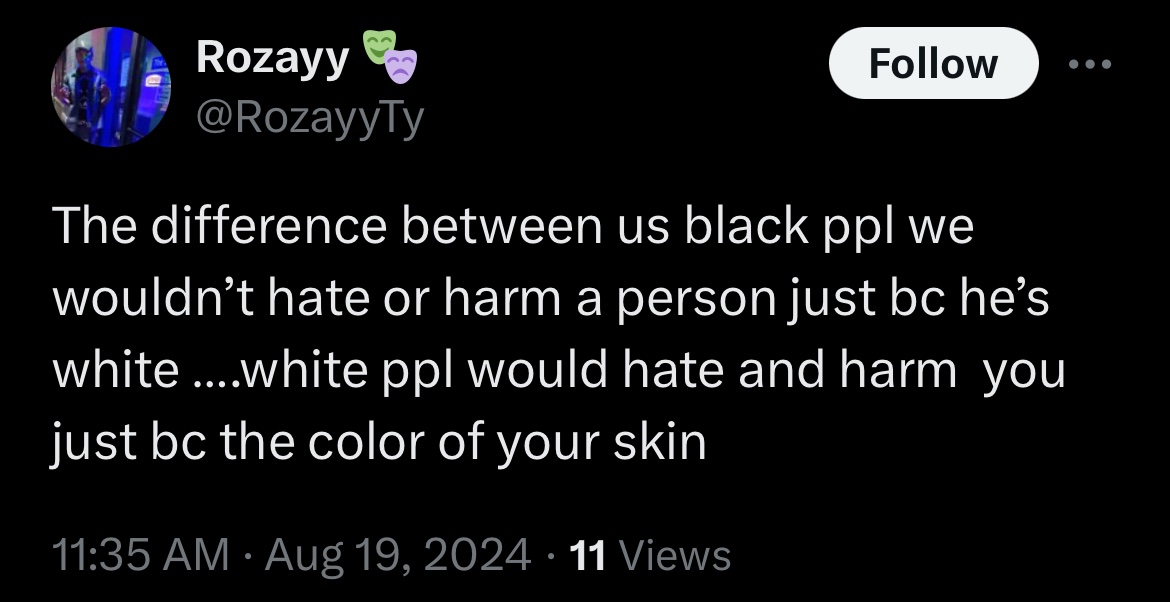 Rozayy 🎭
Follow
@RozayyTy
The difference between us black ppl we
wouldn’t hate or harm a person just bc he’s
white ....white ppl would hate and harm  you
just bc the color of your skin
11:35 AM · Aug 19, 2024 · 11 Views